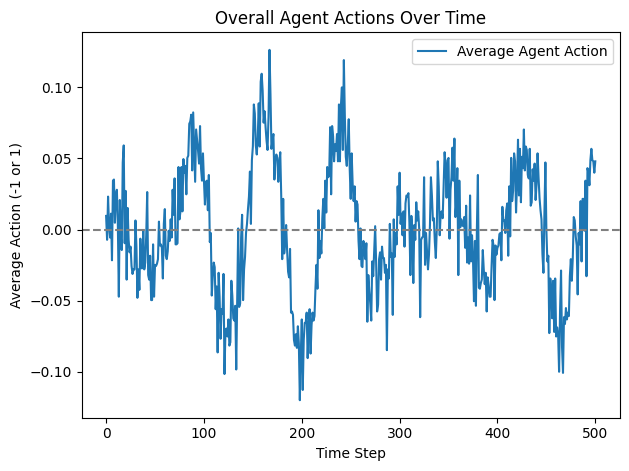 Overall Agent Actions Over Time
Average Agent Action
Average Action (-1 or 1)
0.10
0.05
0.00
−0.05
−0.10
0 100 200 300 400 500
Time Step